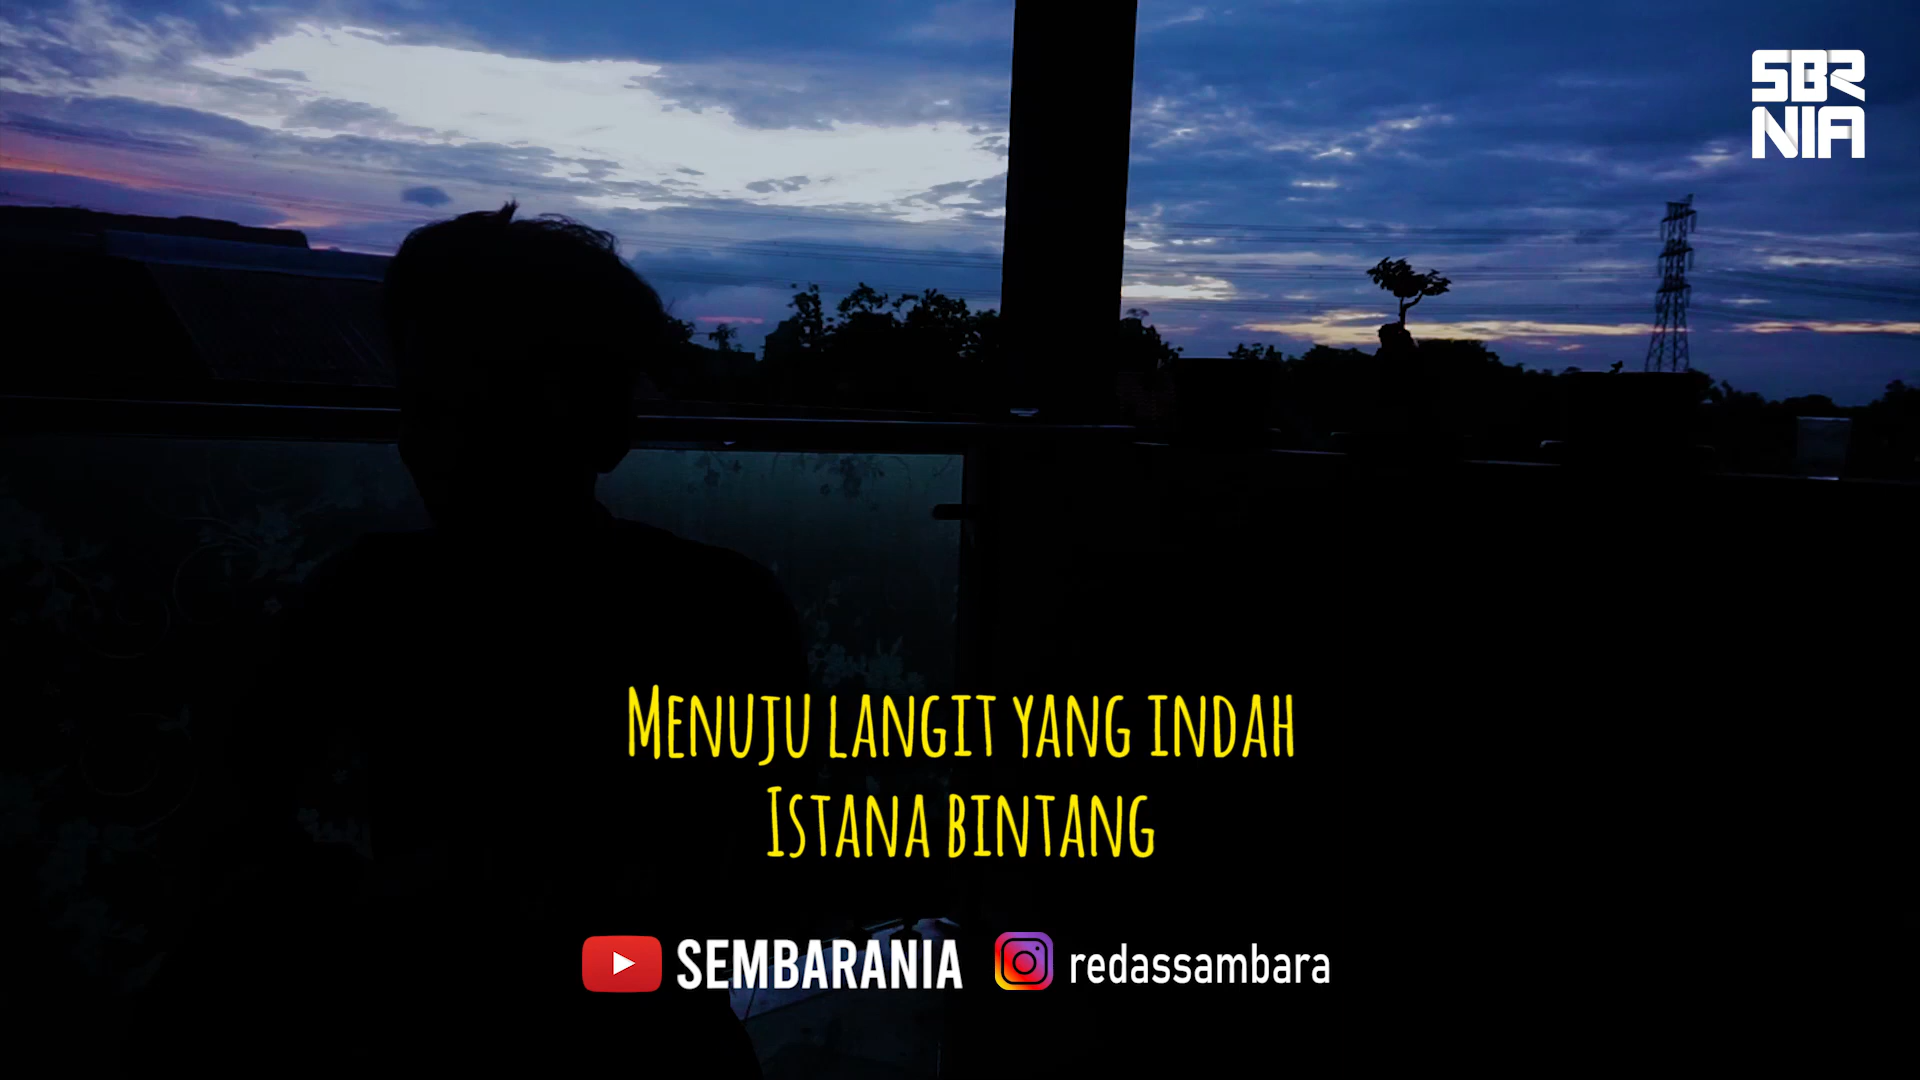 SBR
NIA
Menuju langit yang indah
Istana bintang
SEMBARANIA redassambara